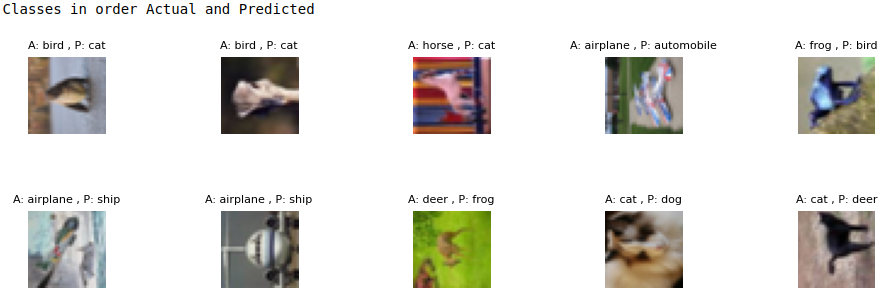 Classes in order Actual and Predicted
A: bird , P: cat
A: bird , P: cat
A: horse , P: cat
A: airplane , P: automobile
A: frog , P: bird
A: airplane , P: ship
A: airplane , P: ship
A: deer , P: frog
A: cat , P: dog
A: cat , P: deer